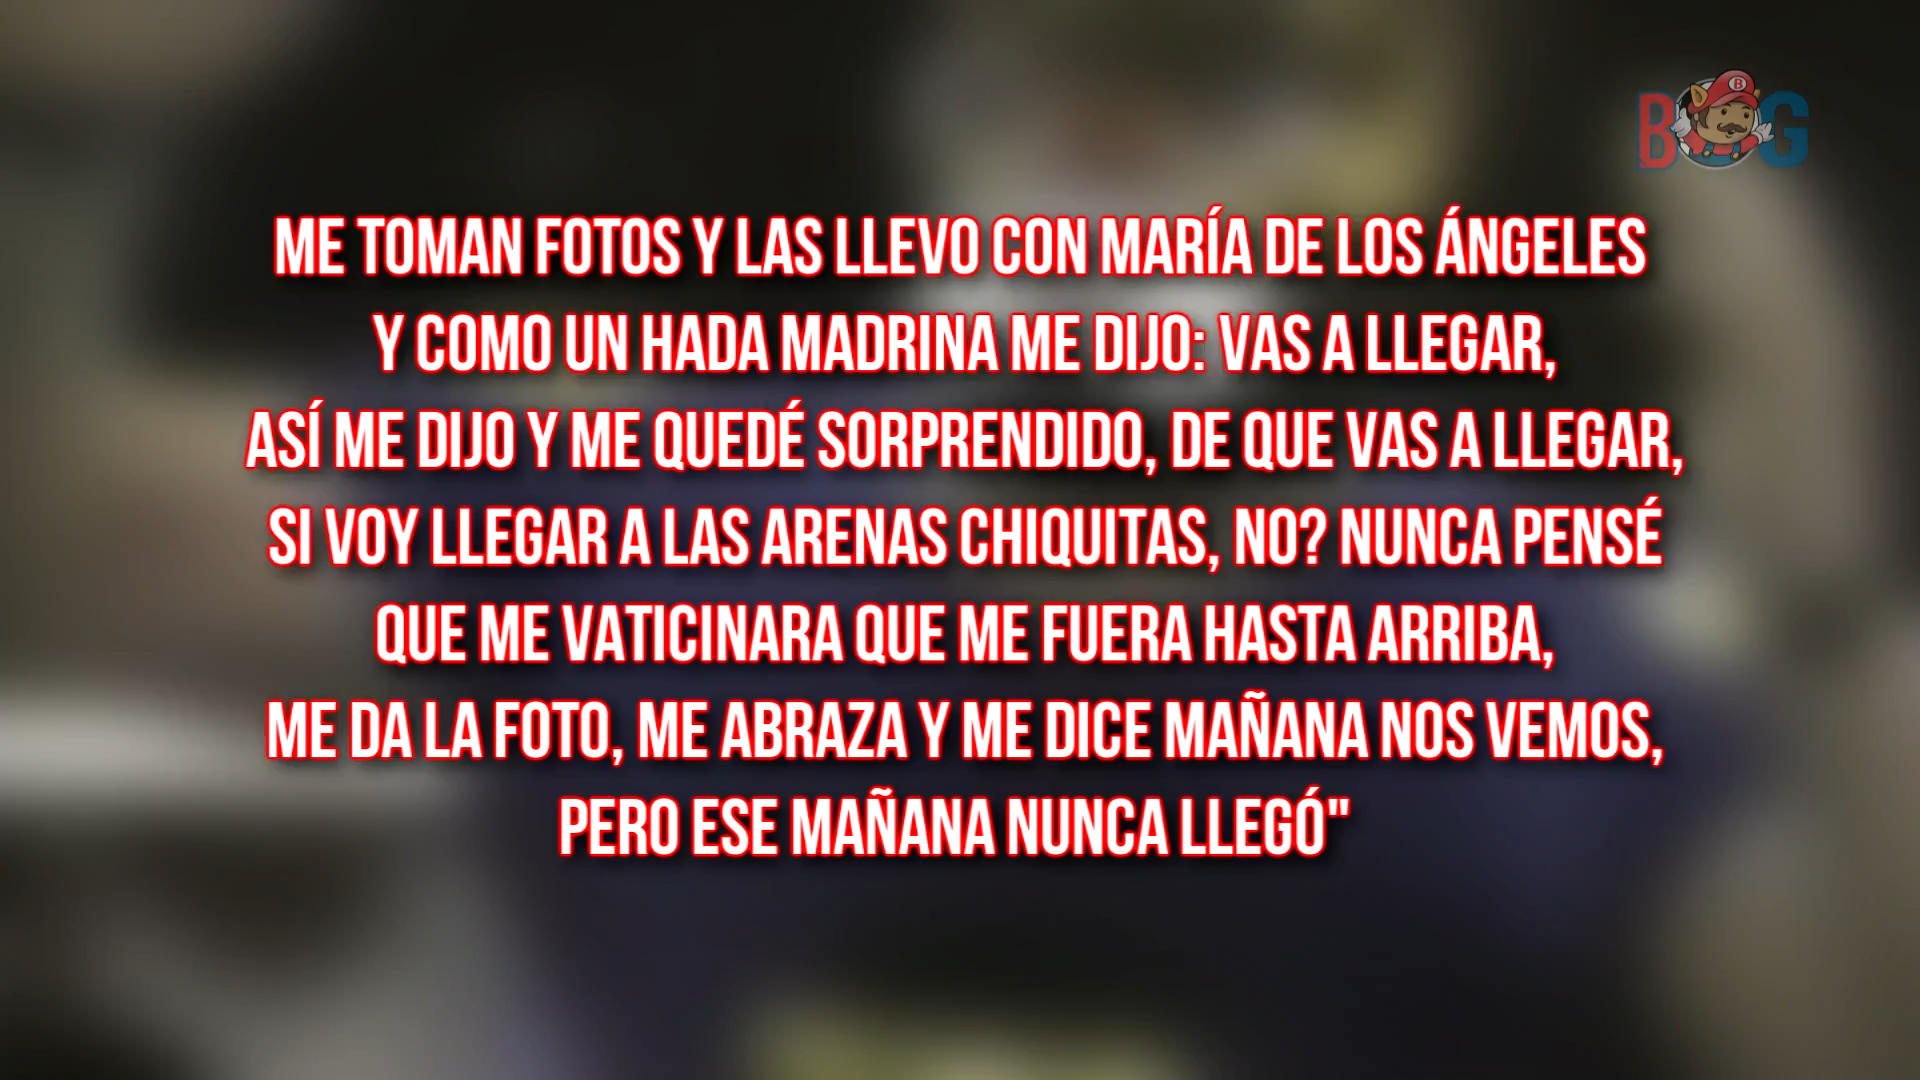 B G
B
ME TOMAN FOTOS Y LAS LLEVO CON MARÍA DE LOS ÁNGELES
Y COMO UN HADA MADRINA ME DIJO: VAS A LLEGAR,
ASÍ ME DIJO Y ME QUEDÉ SORPRENDIDO, DE QUE VAS A LLEGAR,
SI VOY LLEGAR A LAS ARENAS CHIQUITAS, NO? NUNCA PENSÉ
QUE ME VATICINARA QUE ME FUERA HASTA ARRIBA,
ME DA LA FOTO, ME ABRAZA Y ME DICE MAÑANA NOS VEMOS,
PERO ESE MAÑANA NUNCA LLEGÓ"